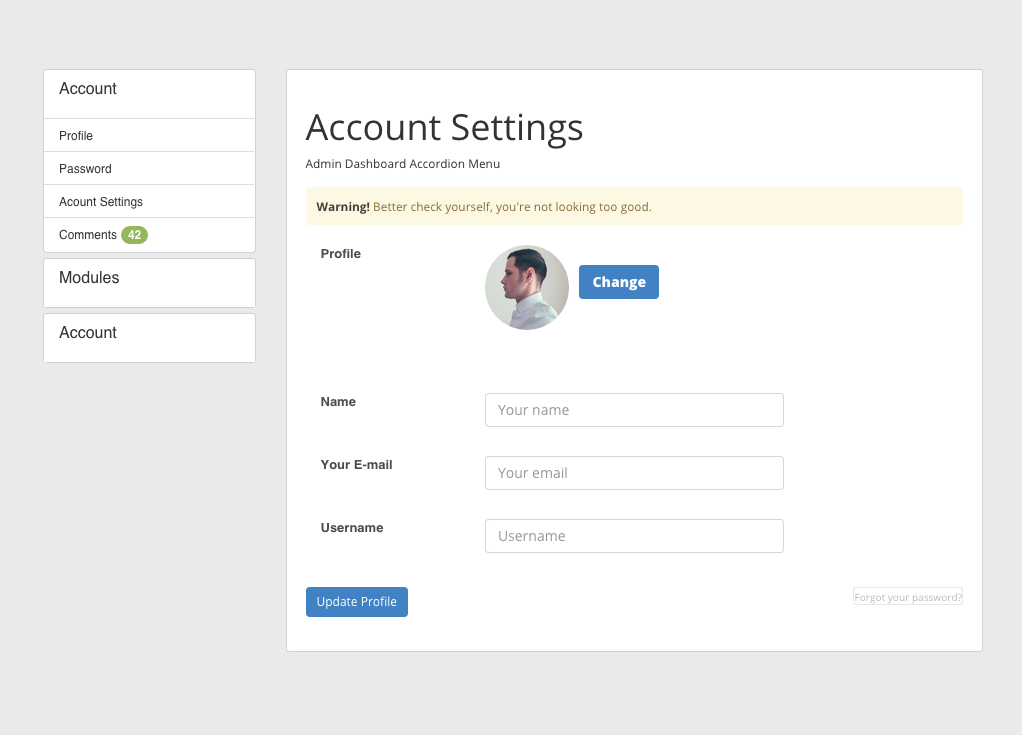 Account
Profile
Password
Acount Settings
Comments 42
Modules
Account
Account Settings
Admin Dashboard Accordion Menu
Warning! Better check yourself, you're not looking too good.
Profile
Change
Name
Your name
Your E-mail
Your email
Username
Username
Update Profile
Forgot your password?